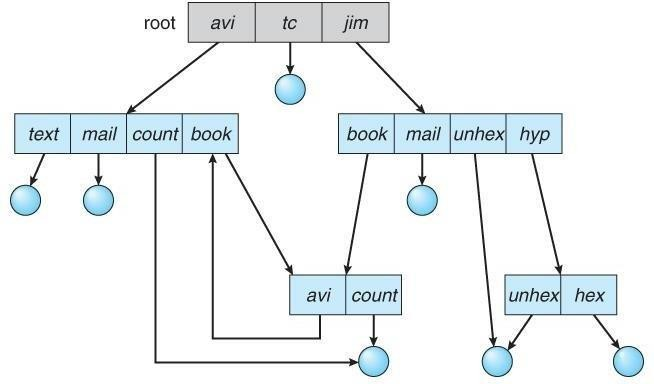 root avi tc jim
text mail count book
book mail unhex hyp
avi count
unhex hex